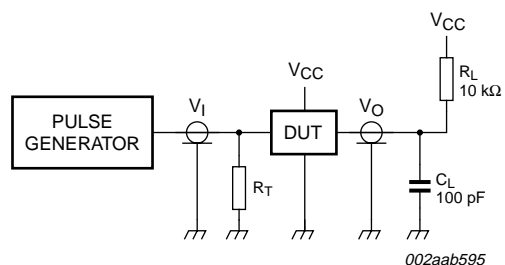 VCC
VCC
RL
10 kΩ
VI
VO
PULSE
GENERATOR
DUT
RT
CL
100 pF
002aab595